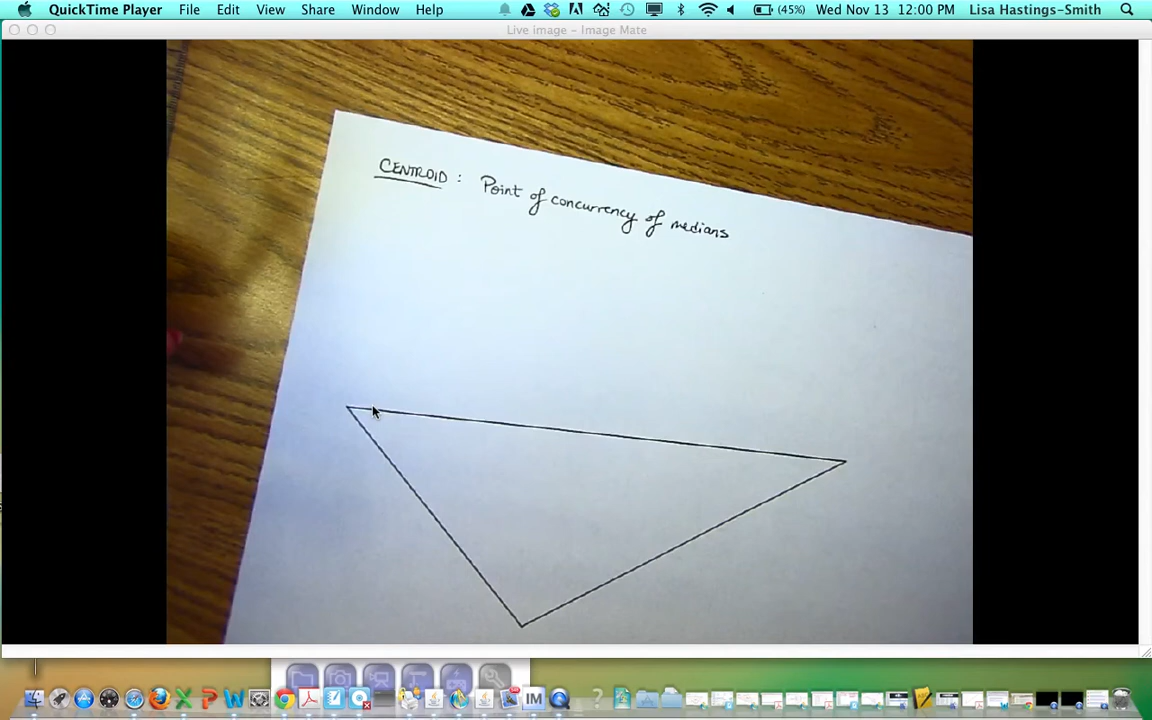 QuickTime Player File Edit View Share Window Help (45%) Wed Nov 13 12:00 PM Lisa Hastings-Smith
Live image - Image Mate
CENTROID : Point of concurrency of medians
IM